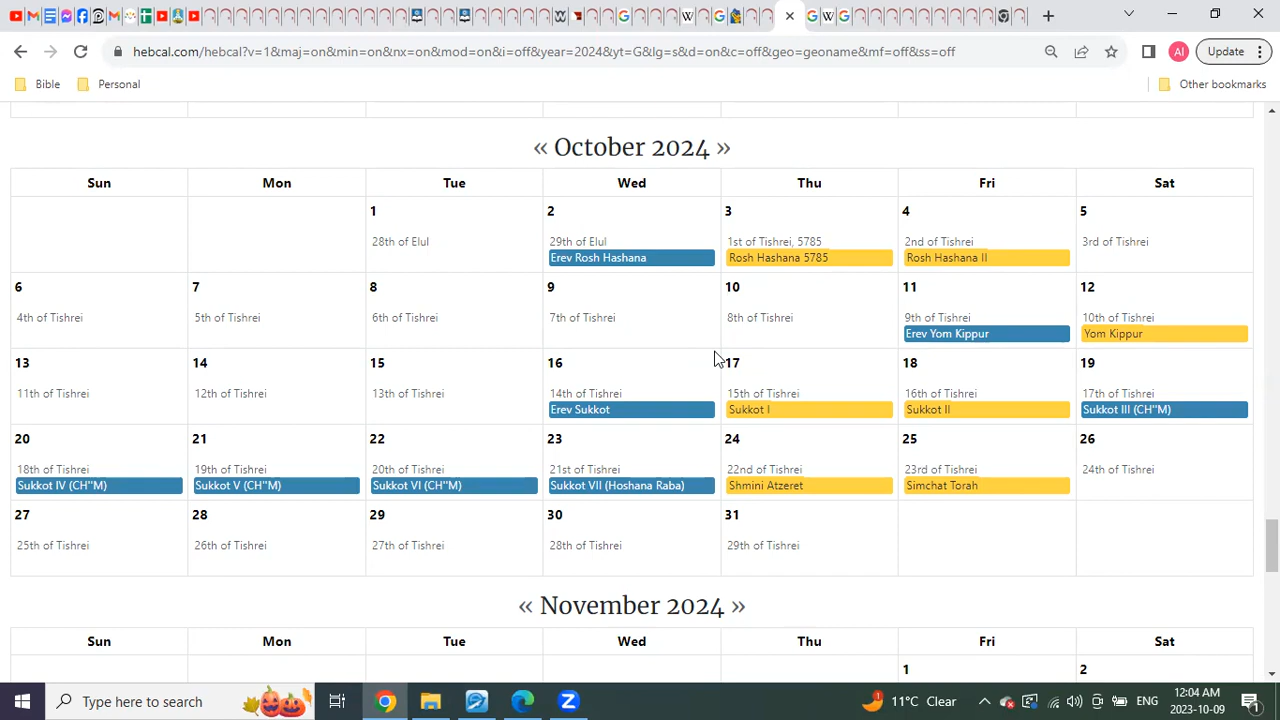 hebcal.com/hebcal?v=1&maj=on&min=on&nx=on&mod=on&i=off&year=2024&yt=G&lg=s&d=on&c=off&geo=geoname&mf=off&ss=off
AI
Update
Bible
Personal
Other bookmarks
« October 2024 »
Sun Mon Tue Wed Thu Fri Sat
1 2 3 4 5
28th of Elul 29th of Elul 1st of Tishrei, 5785 2nd of Tishrei 3rd of Tishrei
Erev Rosh Hashana Rosh Hashana 5785 Rosh Hashana II
6 7 8 9 10 11 12
4th of Tishrei 5th of Tishrei 6th of Tishrei 7th of Tishrei 8th of Tishrei 9th of Tishrei 10th of Tishrei
Erev Yom Kippur Yom Kippur
13 14 15 16 17 18 19
11th of Tishrei 12th of Tishrei 13th of Tishrei 14th of Tishrei 15th of Tishrei 16th of Tishrei 17th of Tishrei
Erev Sukkot Sukkot I Sukkot II Sukkot III (CH''M)
20 21 22 23 24 25 26
18th of Tishrei 19th of Tishrei 20th of Tishrei 21st of Tishrei 22nd of Tishrei 23rd of Tishrei 24th of Tishrei
Sukkot IV (CH''M) Sukkot V (CH''M) Sukkot VI (CH''M) Sukkot VII (Hoshana Raba) Shmini Atzeret Simchat Torah
27 28 29 30 31
25th of Tishrei 26th of Tishrei 27th of Tishrei 28th of Tishrei 29th of Tishrei
« November 2024 »
Sun Mon Tue Wed Thu Fri Sat
1 2
Type here to search
1
11°C Clear
ENG
12:04 AM
2023-10-09
1